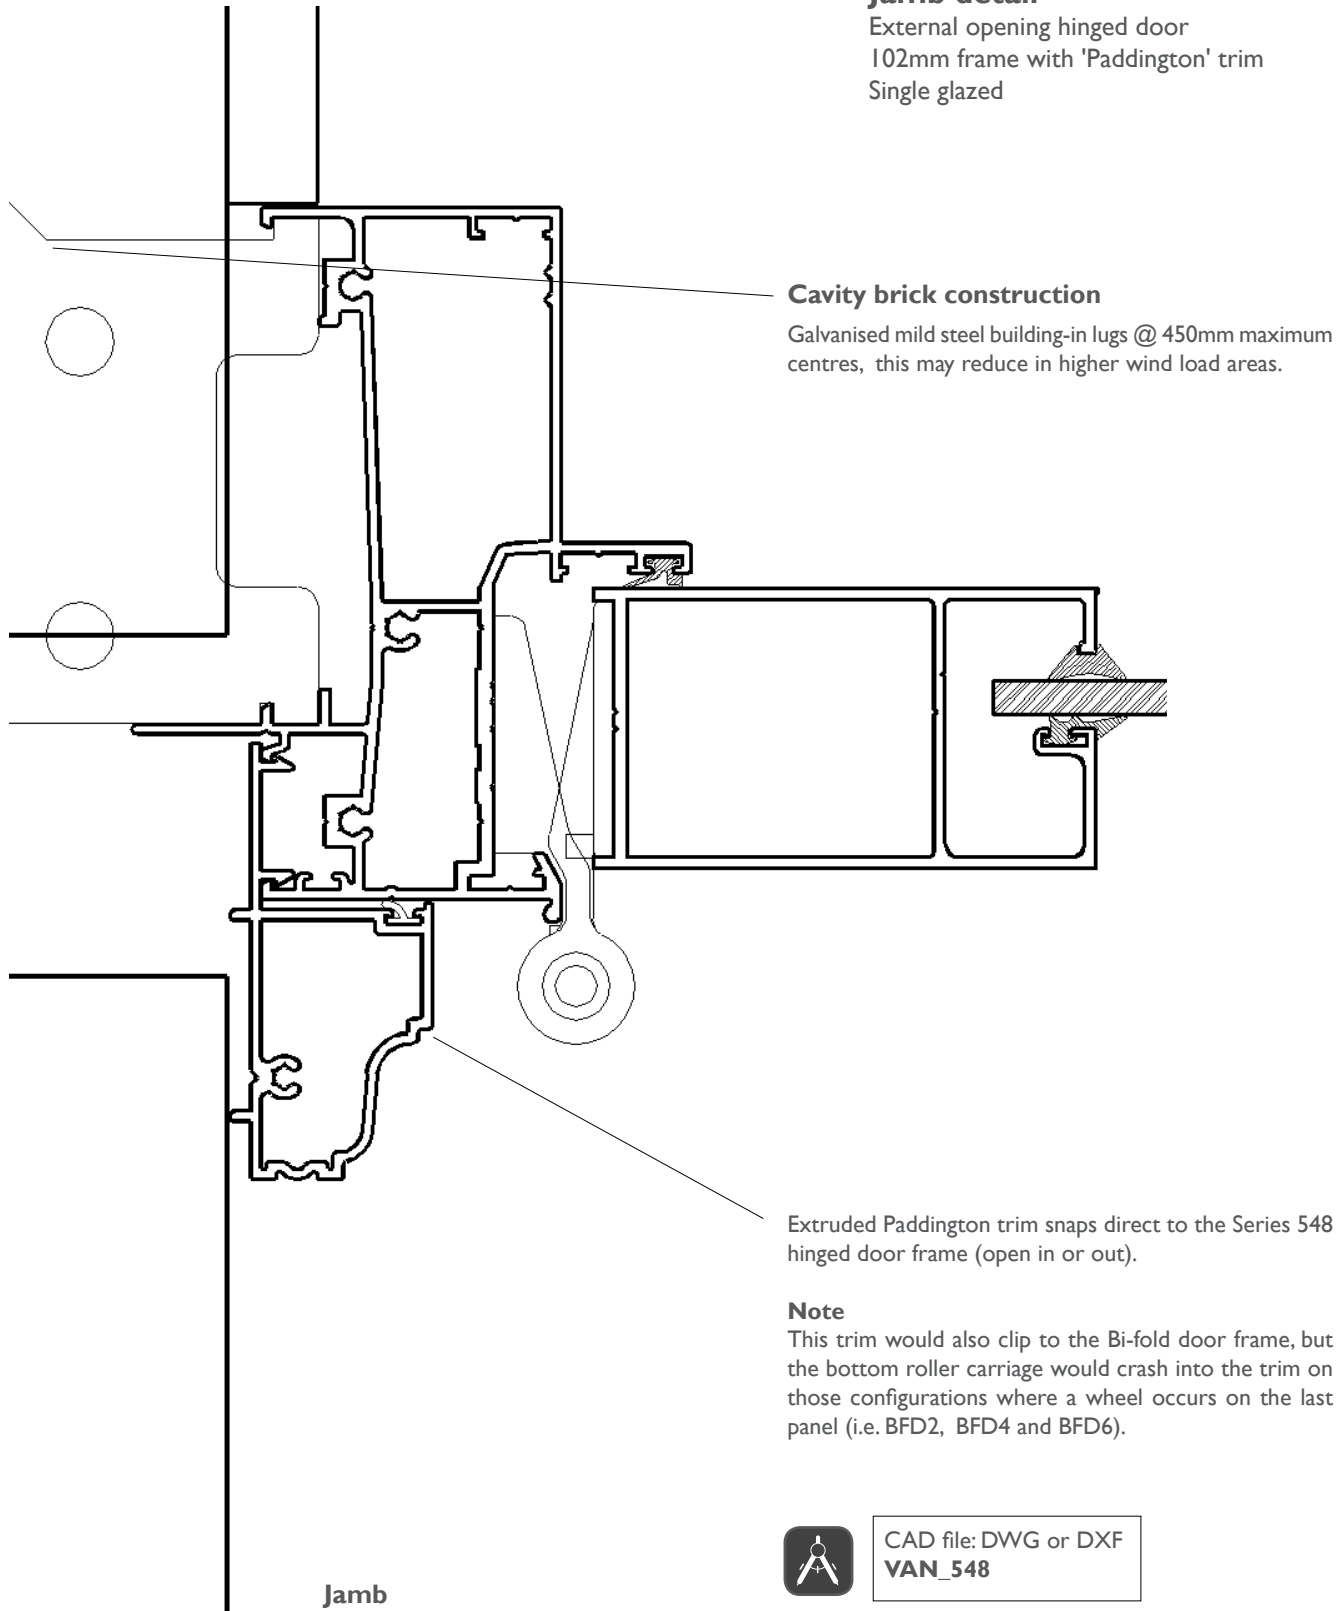 Jamb detail
External opening hinged door
102mm frame with 'Paddington' trim
Single glazed
Cavity brick construction
Galvanised mild steel building-in lugs @ 450mm maximum
centres, this may reduce in higher wind load areas.
Extruded Paddington trim snaps direct to the Series 548
hinged door frame (open in or out).
Note
This trim would also clip to the Bi-fold door frame, but
the bottom roller carriage would crash into the trim on
those configurations where a wheel occurs on the last
panel (i.e. BFD2, BFD4 and BFD6).
CAD file: DWG or DXF
VAN_548
Jamb